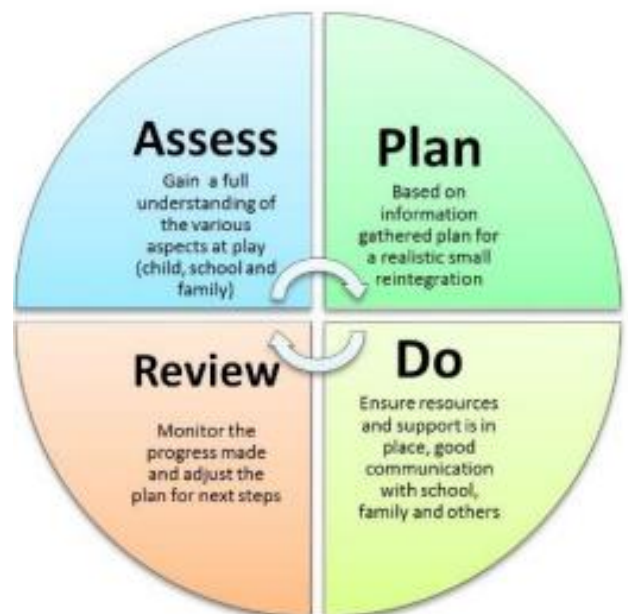 Assess
Gain a full
understanding of
the various
aspects at play
(child, school and
family)
Plan
Based on
information
gathered plan for
a realistic small
reintegration
Do
Ensure resources
and support is in
place, good
communication
with school,
family and others
Review
Monitor the
progress made
and adjust the
plan for next steps